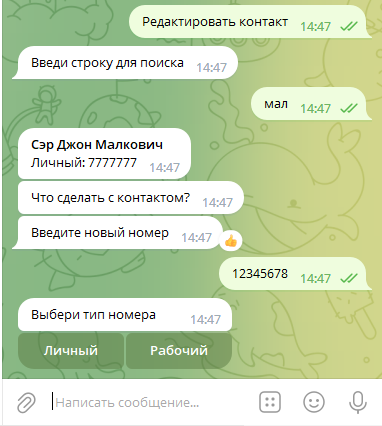 Редактировать контакт 14:47
Введи строку для поиска 14:47
мал 14:47
Сэр Джон Малкович
Личный: 7777777 14:47
Что сделать с контактом? 14:47
Введите новый номер 14:47
12345678 14:47
Выбери тип номера 14:47
Личный Рабочий
Написать сообщение...